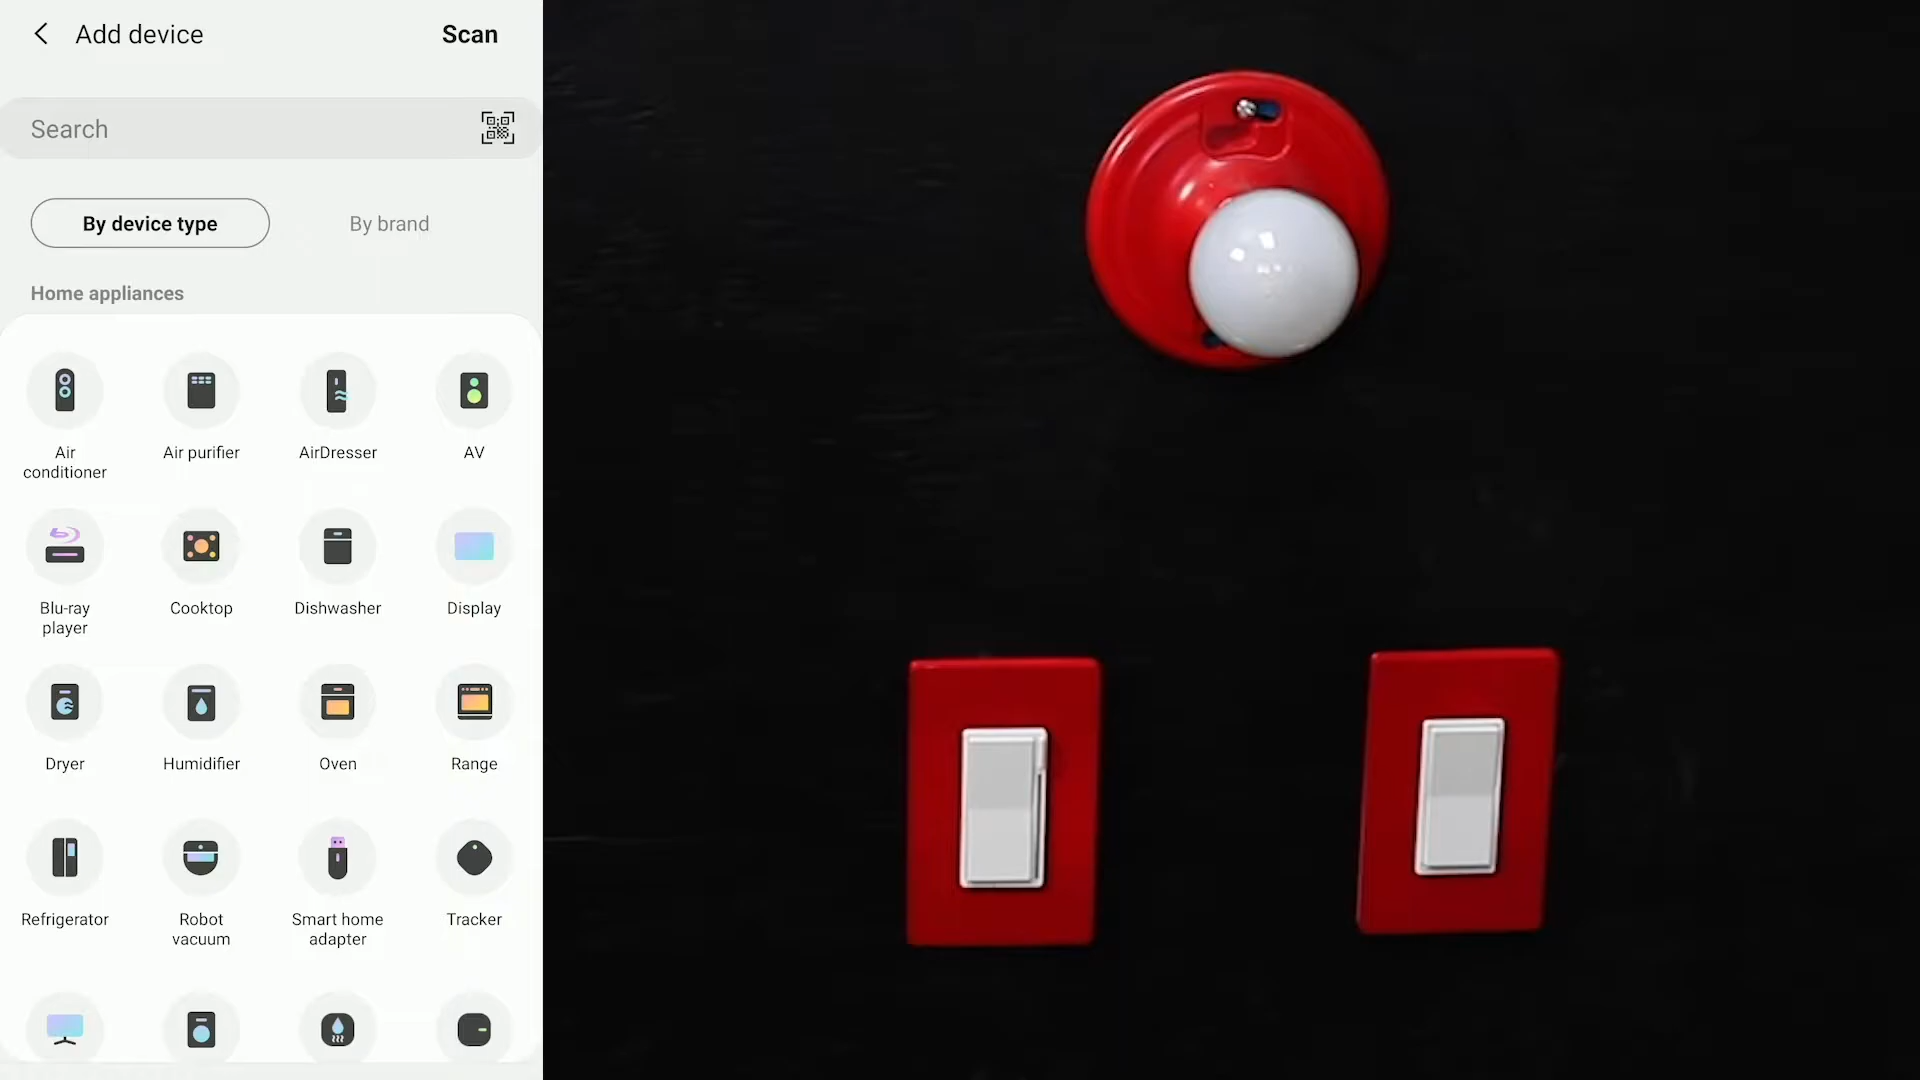 Add device
Scan
Search
By device type
By brand
Home appliances
Air
conditioner
Air purifier
AirDresser
AV
Blu-ray
player
Cooktop
Dishwasher
Display
Dryer
Humidifier
Oven
Range
Refrigerator
Robot
vacuum
Smart home
adapter
Tracker